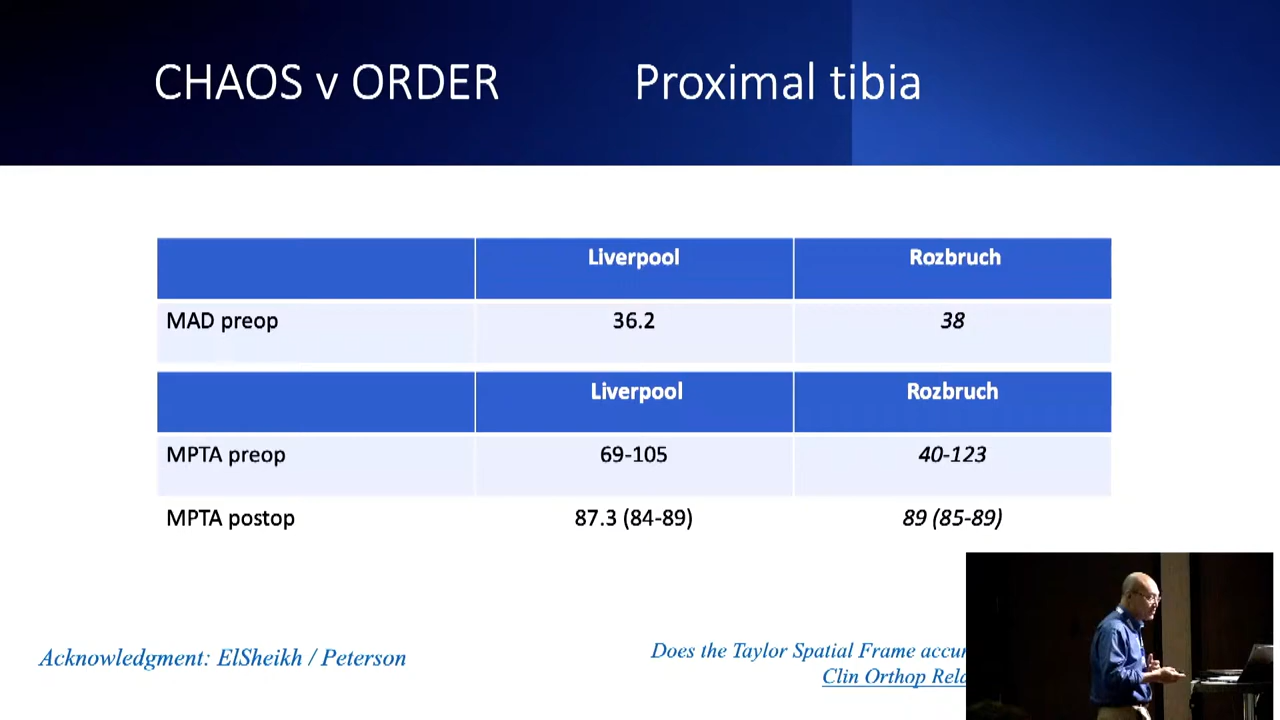 CHAOS v ORDER Proximal tibia
Liverpool Rozbruch
MAD preop 36.2 38
Liverpool Rozbruch
MPTA preop 69-105 40-123
MPTA postop 87.3 (84-89) 89 (85-89)
Acknowledgment: ElSheikh / Peterson
Does the Taylor Spatial Frame
Clin Orthop